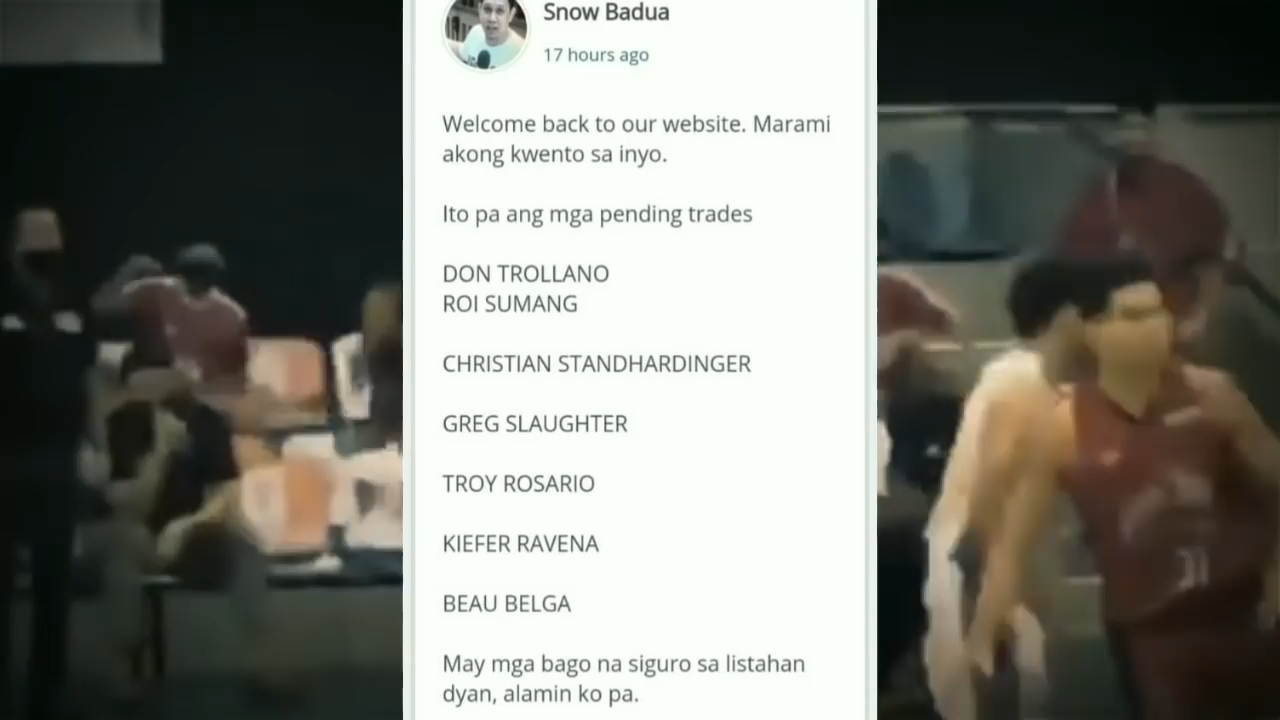 Snow Badua
17 hours ago
Welcome back to our website. Marami
akong kwento sa inyo.
Ito pa ang mga pending trades
DON TROLLANO
ROI SUMANG
CHRISTIAN STANDHARDINGER
GREG SLAUGHTER
TROY ROSARIO
KIEFER RAVENA
BEAU BELGA
May mga bago na siguro sa listahan
dyan, alamin ko pa.
31